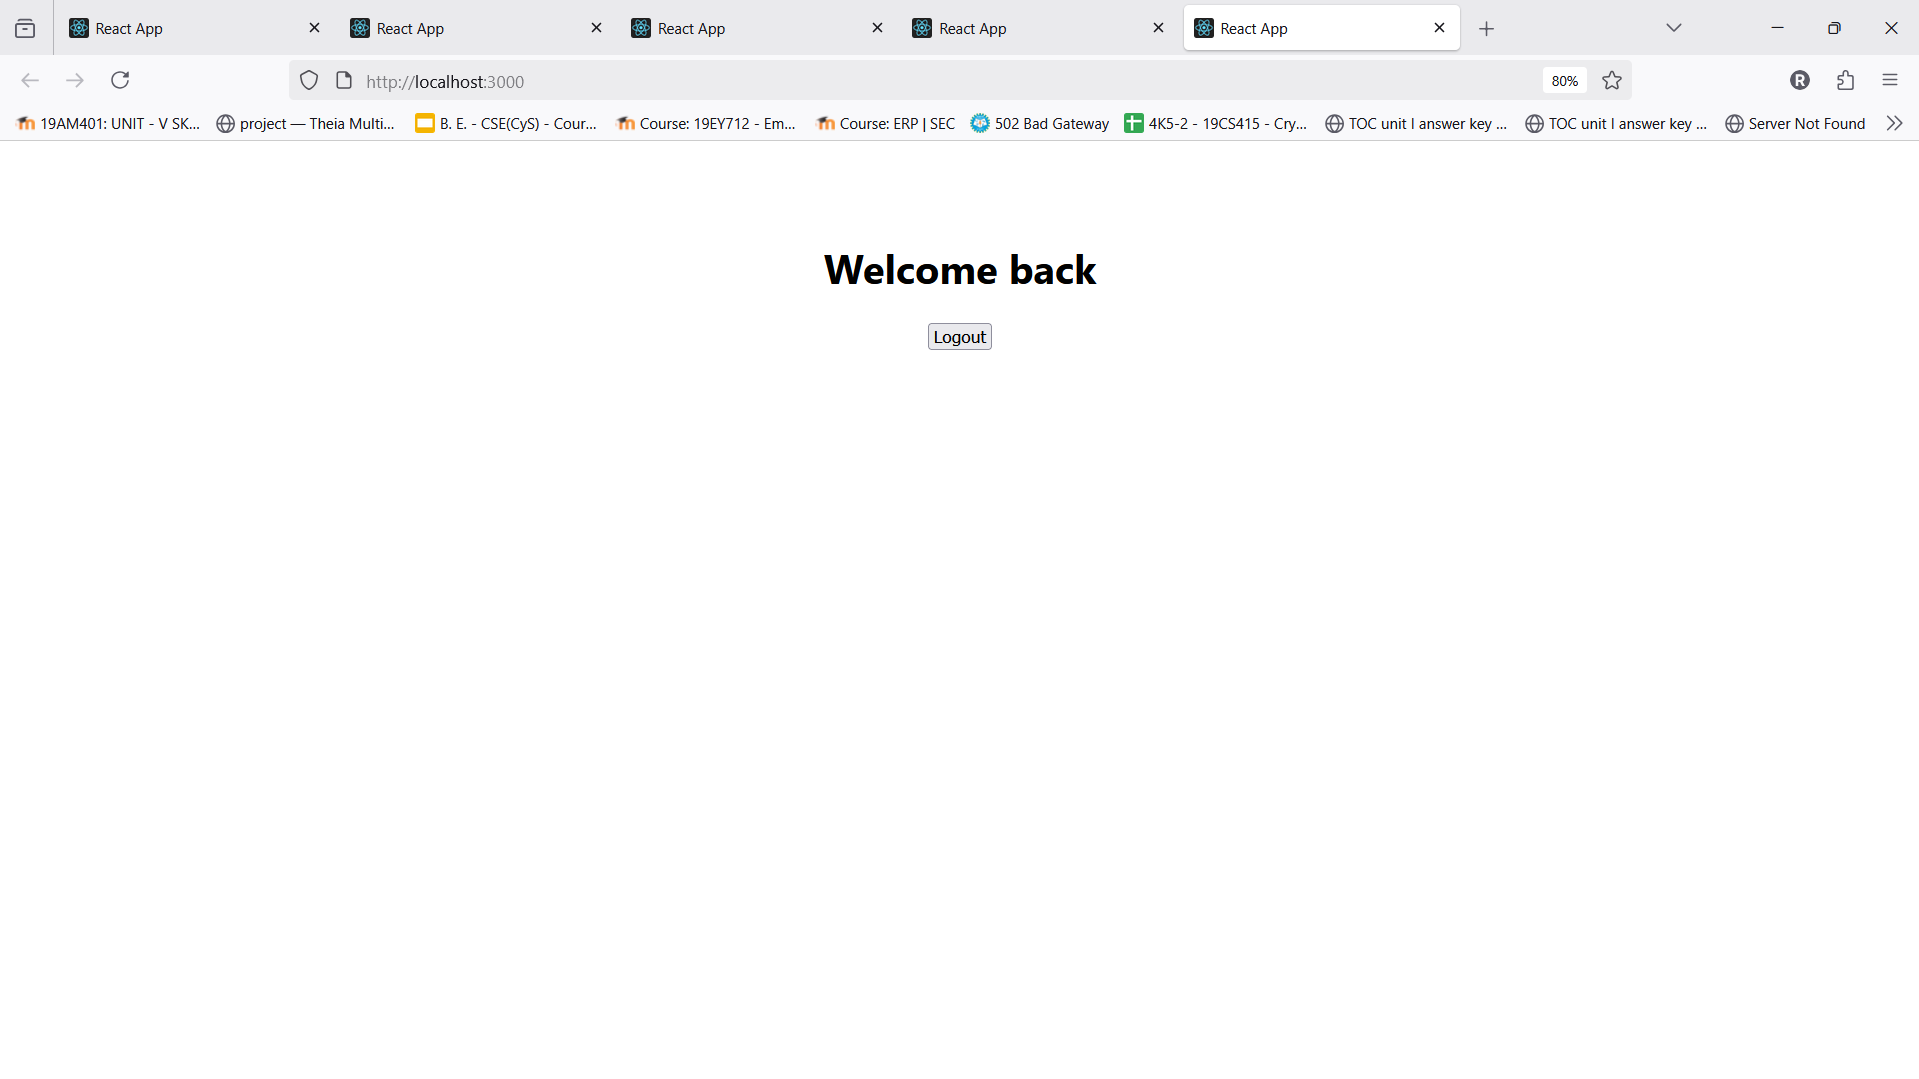 React App React App React App React App React App
http://localhost:3000 80% R
19AM401: UNIT - V SK... project — Theia Multi... B. E. - CSE(CyS) - Cour... Course: 19EY712 - Em... Course: ERP | SEC 502 Bad Gateway 4K5-2 - 19CS415 - Cry... TOC unit I answer key ... TOC unit I answer key ... Server Not Found
Welcome back
Logout